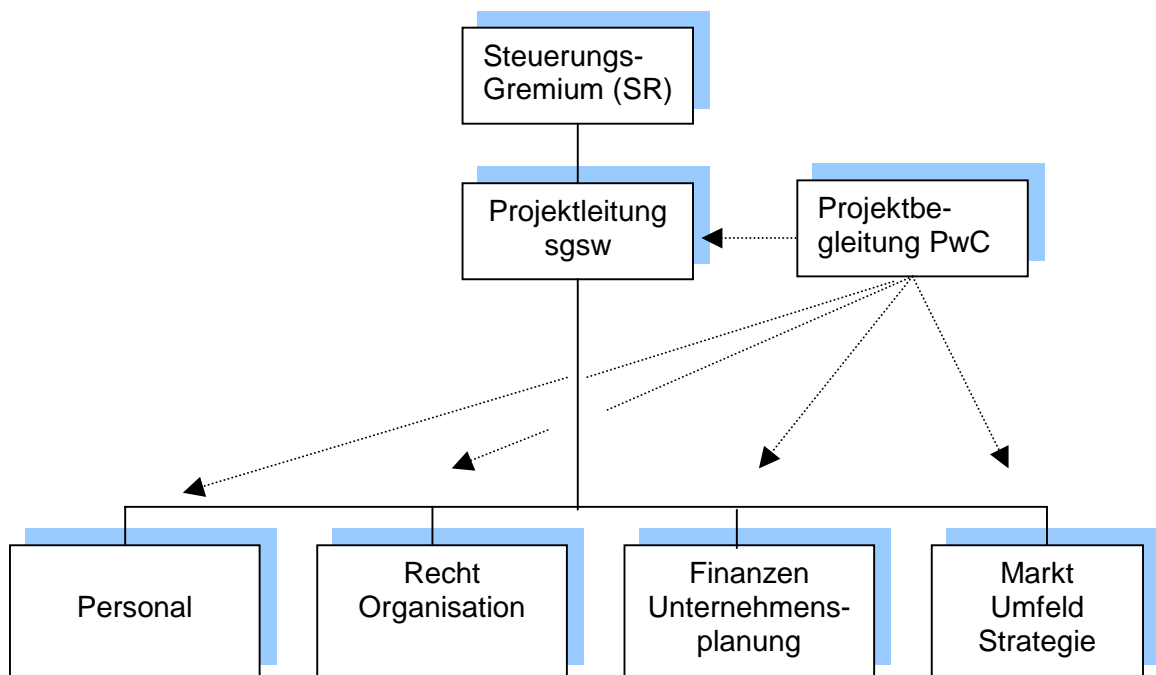 Steuerungs-
Gremium (SR)
Projektleitung
sgsw
Projektbe-
gleitung PwC
Personal
Recht
Organisation
Finanzen
Unternehmens-
planung
Markt
Umfeld
Strategie